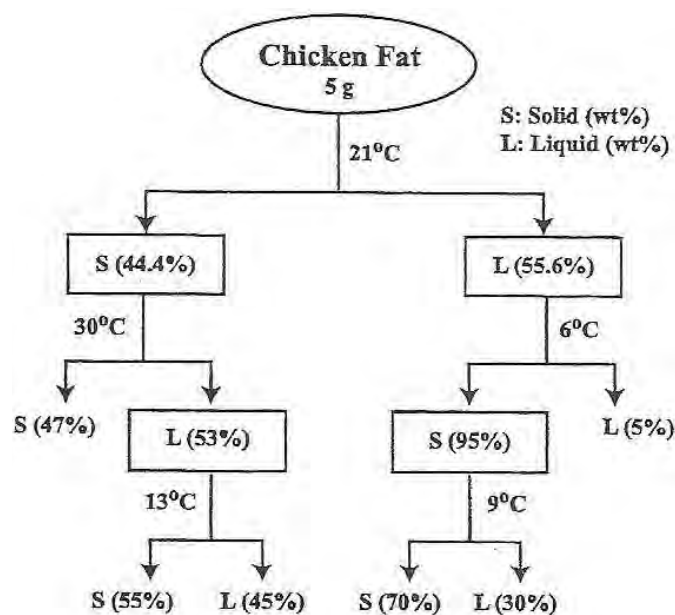 Chicken Fat
5 g
S: Solid (wt%)
L: Liquid (wt%)
21°C
S (44.4%)
L (55.6%)
30°C
6°C
S (47%)
L (53%)
S (95%)
L (5%)
13°C
9°C
S (55%)
L (45%)
S (70%)
L (30%)